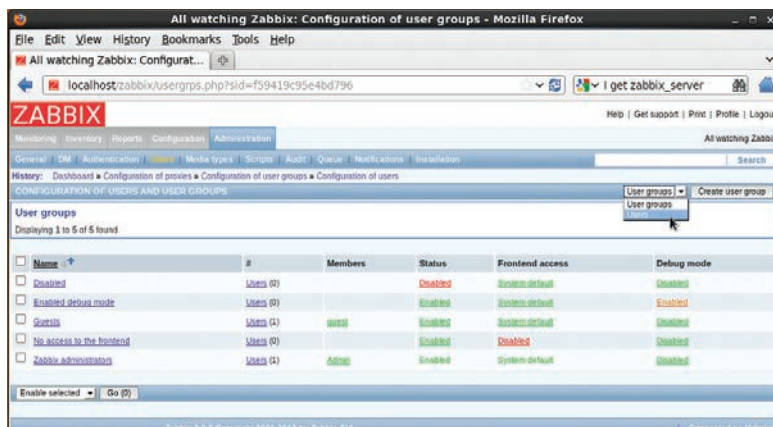 All watching Zabbix: Configuration of user groups - Mozilla Firefox
File Edit View History Bookmarks Tools Help
All watching Zabbix: Configurat...
localhost/zabbix/usergrps.php?sid=f59419c95e4bd796
I get zabbix_server
ZABBIX
Help | Get support | Print | Profile | Logou
Monitoring Inventory Reports Configuration Administration
All watching Zabbi
General DM Authentication Users Media types Scripts Audit Queue Notifications Installation
Search
History: Dashboard » Configuration of proxies » Configuration of user groups » Configuration of users
CONFIGURATION OF USERS AND USER GROUPS
User groups
Create user group
User groups
Users
User groups
Displaying 1 to 5 of 5 found
Name # Members Status Frontend access Debug mode
Disabled Users (0) Disabled System default Disabled
Enabled debug mode Users (0) Enabled System default Enabled
Guests Users (1) guest Enabled System default Disabled
No access to the frontend Users (0) Enabled Disabled Disabled
Zabbix administrators Users (1) Admin Enabled System default Disabled
Enable selected Go (0)